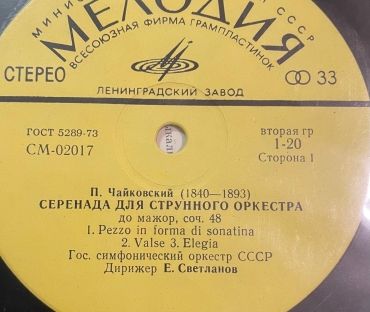 МИНИС
СССР
МЕЛОДИЯ
ВСЕСОЮЗНАЯ ФИРМА ГРАМПЛАСТИНОК
СТЕРЕО
33
ЛЕНИНГРАДСКИЙ ЗАВОД
ГОСТ 5289-73
вторая гр
СМ-02017
1-20
Сторона 1
П. Чайковский (1840—1893)
СЕРЕНАДА ДЛЯ СТРУННОГО ОРКЕСТРА
до мажор, соч. 48
1. Pezzo in forma di sonatina
2. Valse 3. Elegia
Гос. симфонический оркестр СССР
Дирижер Е. Светланов